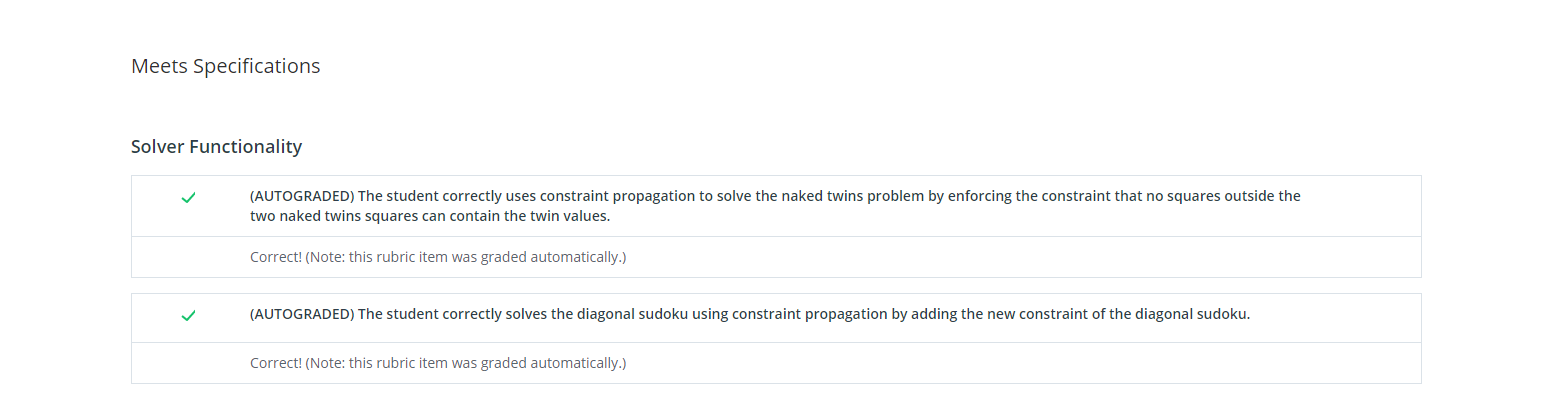 Meets Specifications
Solver Functionality
(AUTOGRADED) The student correctly uses constraint propagation to solve the naked twins problem by enforcing the constraint that no squares outside the
two naked twins squares can contain the twin values.
Correct! (Note: this rubric item was graded automatically.)
(AUTOGRADED) The student correctly solves the diagonal sudoku using constraint propagation by adding the new constraint of the diagonal sudoku.
Correct! (Note: this rubric item was graded automatically.)